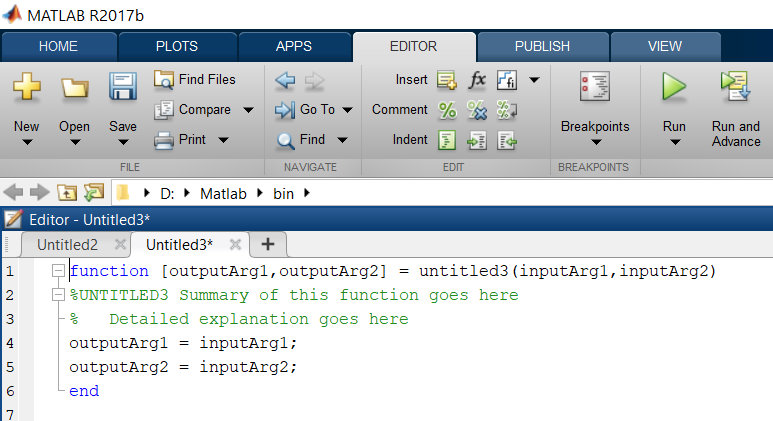 MATLAB R2017b
HOME PLOTS APPS EDITOR PUBLISH VIEW
New Open Save Find Files Compare Print
FILE
Go To Find
NAVIGATE
Insert fx
Comment
Indent
EDIT
Breakpoints
BREAKPOINTS
Run Run and Advance
D: Matlab bin
Editor - Untitled3*
Untitled2 Untitled3*
1 function [outputArg1,outputArg2] = untitled3(inputArg1,inputArg2)
2 %UNTITLED3 Summary of this function goes here
3 %   Detailed explanation goes here
4 outputArg1 = inputArg1;
5 outputArg2 = inputArg2;
6 end
7